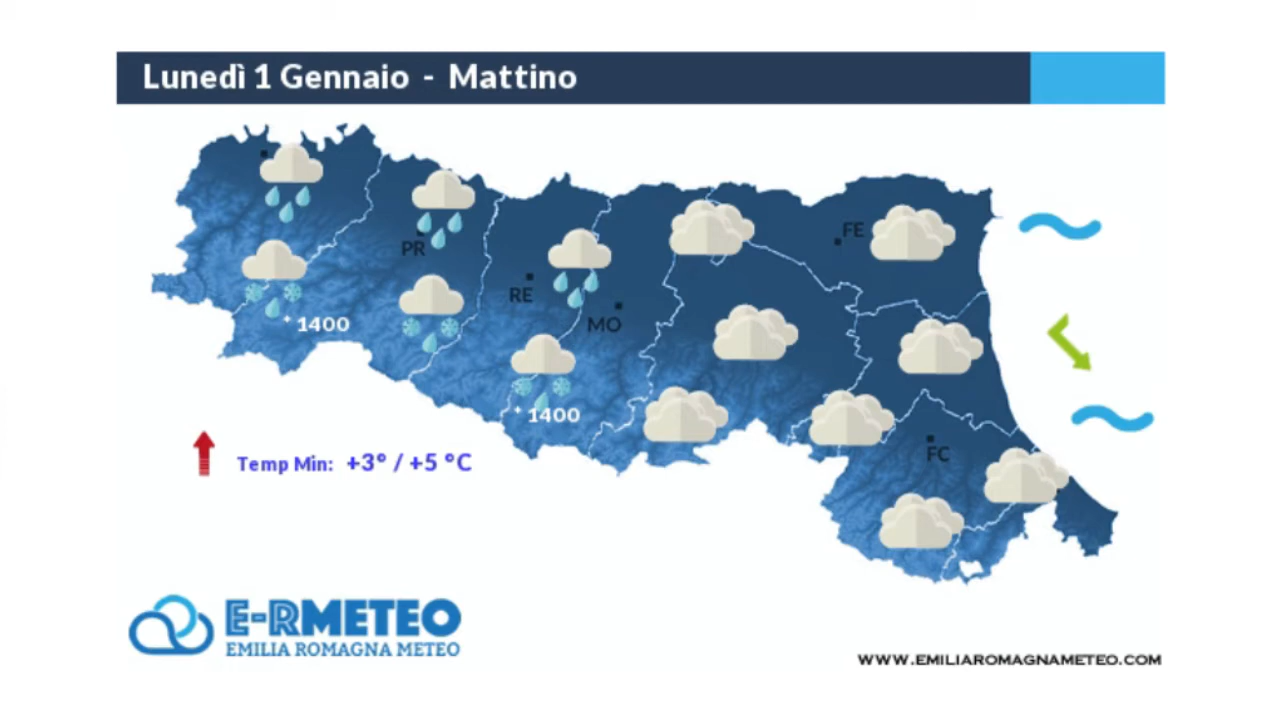 Lunedì 1 Gennaio - Mattino
FE
PR
RE
MO
+ 1400
+ 1400
FC
Temp Min: +3° / +5 °C
E-RMETEO
EMILIA ROMAGNA METEO
WWW.EMILIAROMAGNAMETEO.COM